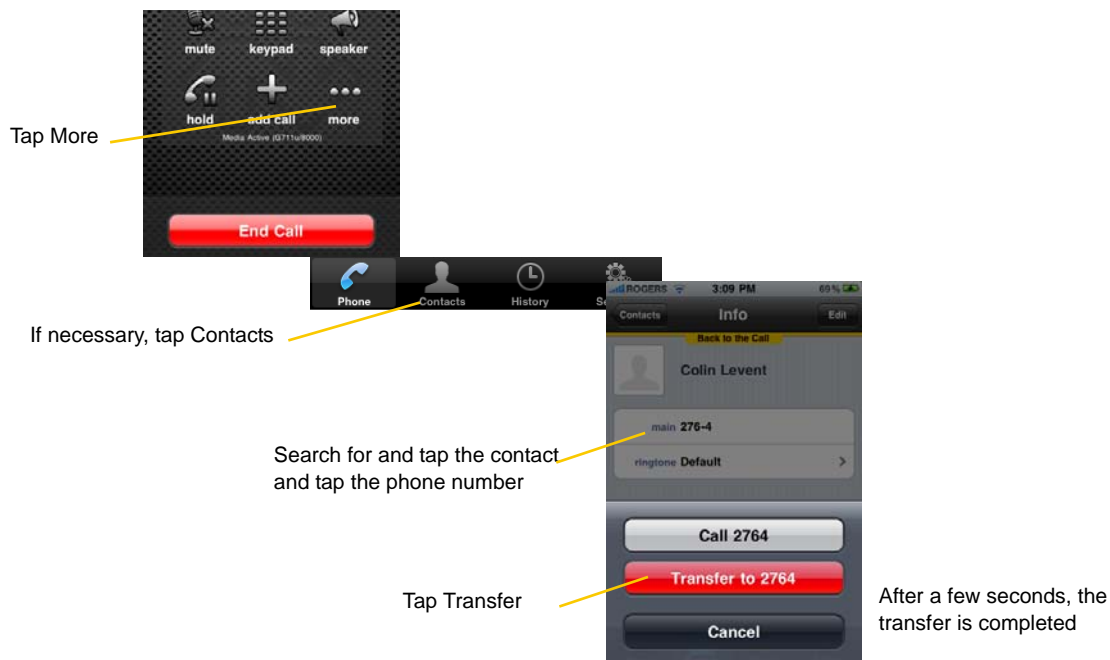 mute keypad speaker
hold add call more
Media Active (G711u/8000)
Tap More
End Call
Phone Contacts History
If necessary, tap Contacts
ROGERS 3:09 PM 69%
Contacts Info Edit
Back to the Call
Colin Levent
main 276-4
ringtone Default
Search for and tap the contact
and tap the phone number
Call 2764
Transfer to 2764
Tap Transfer
After a few seconds, the
transfer is completed
Cancel